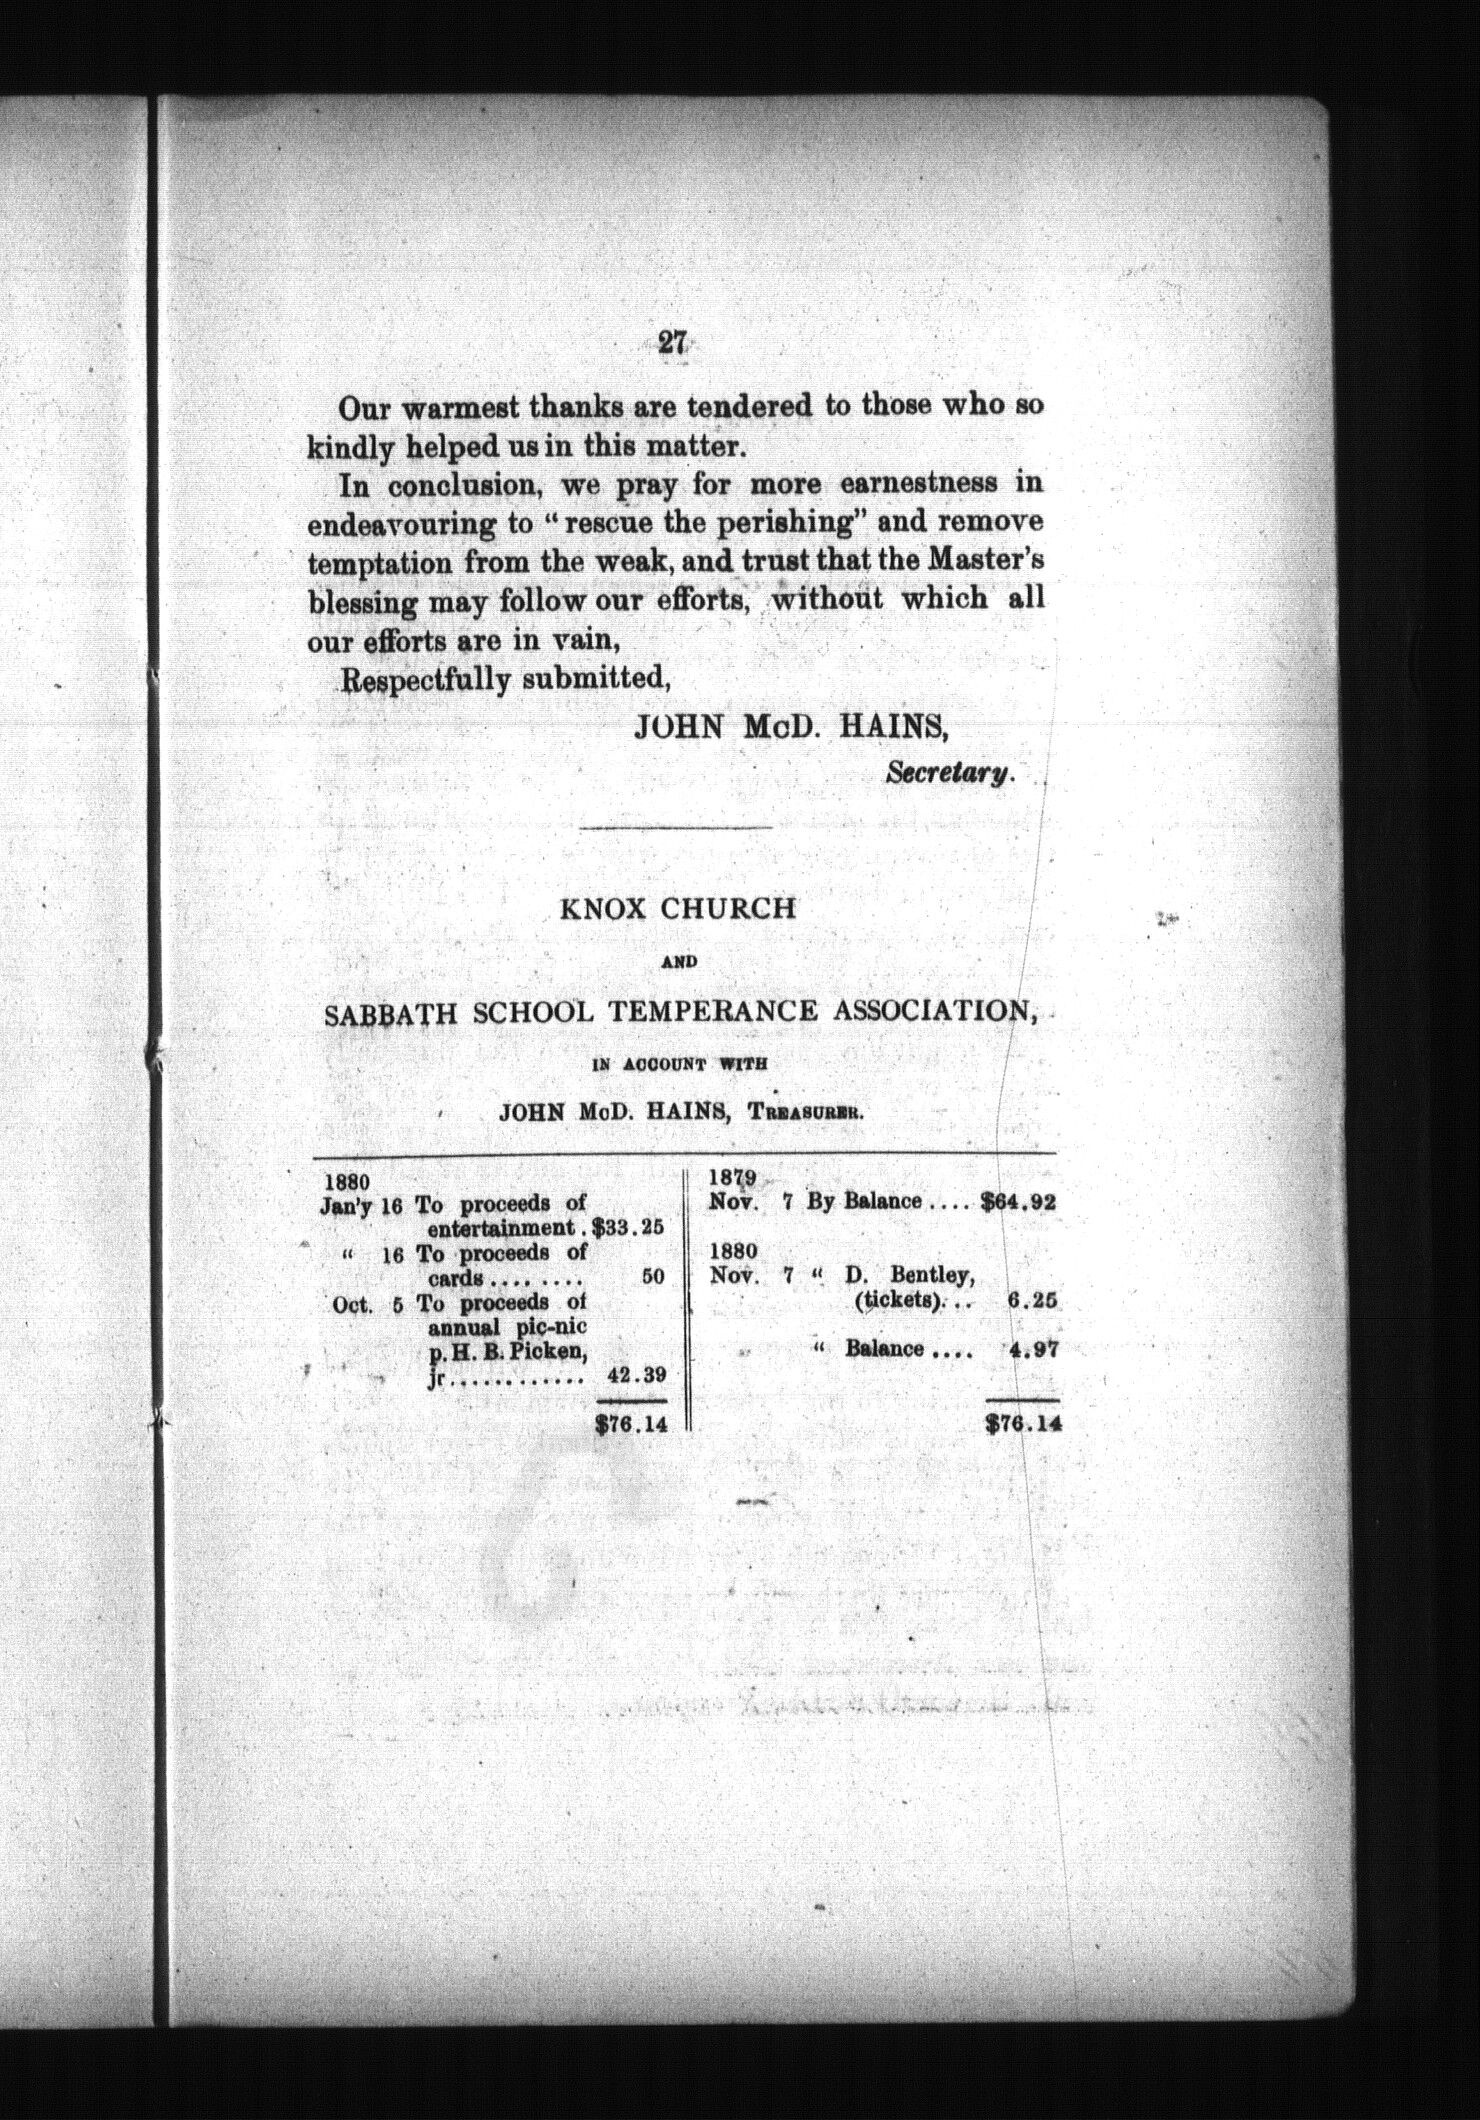 27
Our warmest thanks are tendered to those who so
kindly helped us in this matter.
In conclusion, we pray for more earnestness in
endeavouring to "rescue the perishing" and remove
temptation from the weak, and trust that the Master's
blessing may follow our efforts, without which all
our efforts are in vain,
Respectfully submitted,
JOHN McD. HAINS,
Secretary.
KNOX CHURCH
AND
SABBATH SCHOOL TEMPERANCE ASSOCIATION,
IN ACCOUNT WITH
JOHN McD. HAINS, TREASURER.
1880
Jan'y 16 To proceeds of
entertainment . $33.25
" 16 To proceeds of
cards ........ 50
Oct. 5 To proceeds of
annual pic-nic
p. H. B. Picken,
jr ............ 42.39
$76.14
1879
Nov. 7 By Balance .... $64.92
1880
Nov. 7 " D. Bentley,
(tickets)... 6.25
" Balance .... 4.97
$76.14